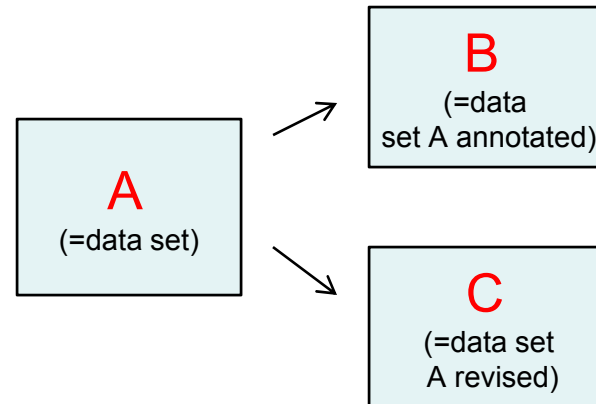 A
(=data set)
B
(=data
set A annotated)
C
(=data set
A revised)